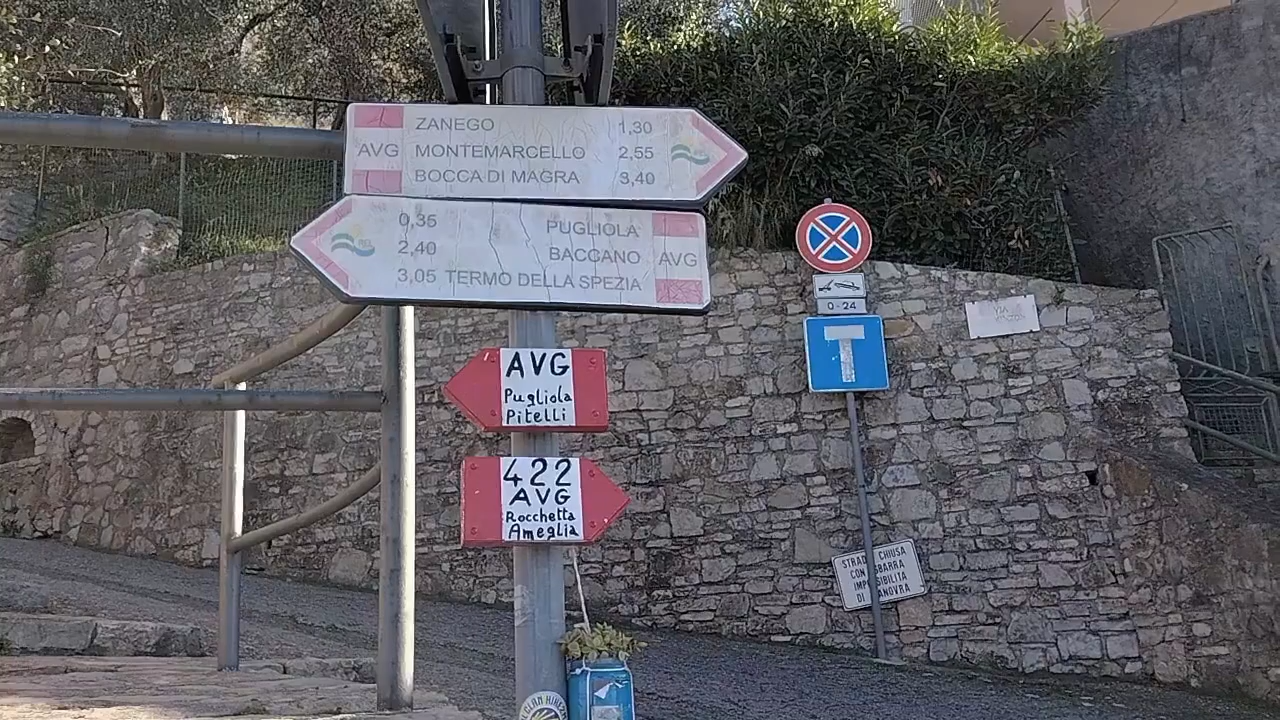 ZANEGO 1,30
AVG MONTEMARCELLO 2,55
BOCCA DI MAGRA 3,40
0,35 PUGLIOLA
2,40 BACCANO AVG
3,05 TERMO DELLA SPEZIA
AVG
Pugliola
Pitelli
422
AVG
Rocchetta
Ameglia
0-24
VIA
STRADA CHIUSA
CON SBARRA
IMPOSSIBILITA
DI MANOVRA